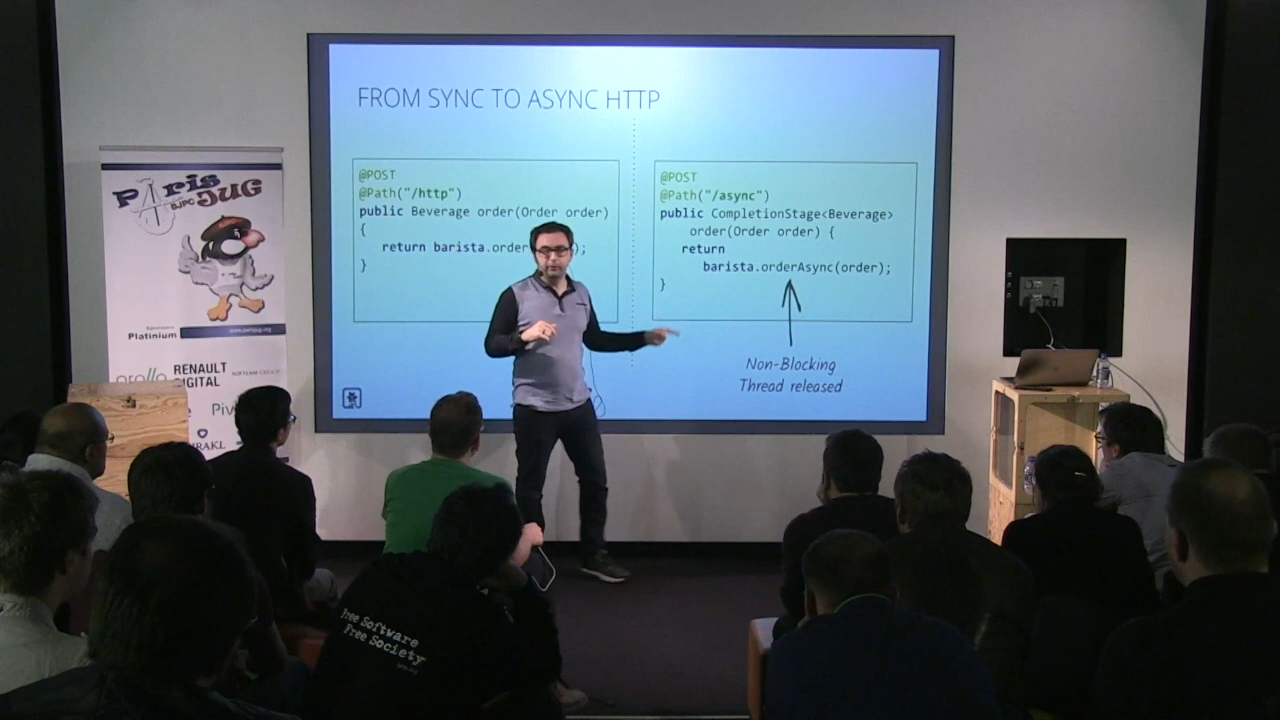 FROM SYNC TO ASYNC HTTP
@POST
@Path("/http")
public Beverage order(Order order)
{
return barista.order );
}
@POST
@Path("/async")
public CompletionStage<Beverage>
order(Order order) {
return
barista.orderAsync(order);
}
Non-Blocking
Thread released
Paris
BJPC JUG
Platinium
arolla
RENAULT
DIGITAL
Free Software
Free Society